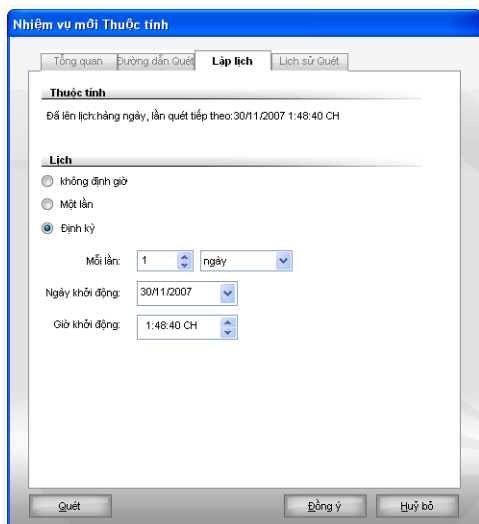 Nhiệm vụ mới Thuộc tính
Tổng quan Đường dẫn Quét Lập lịch Lịch sử Quét
Thuộc tính
Đã lên lịch:hàng ngày, lần quét tiếp theo:30/11/2007 1:48:40 CH
Lịch
không định giờ
Một lần
Định kỳ
Mỗi lần: 1 ngày
Ngày khởi động: 30/11/2007
Giờ khởi động: 1:48:40 CH
Quét Đồng ý Huỷ bỏ